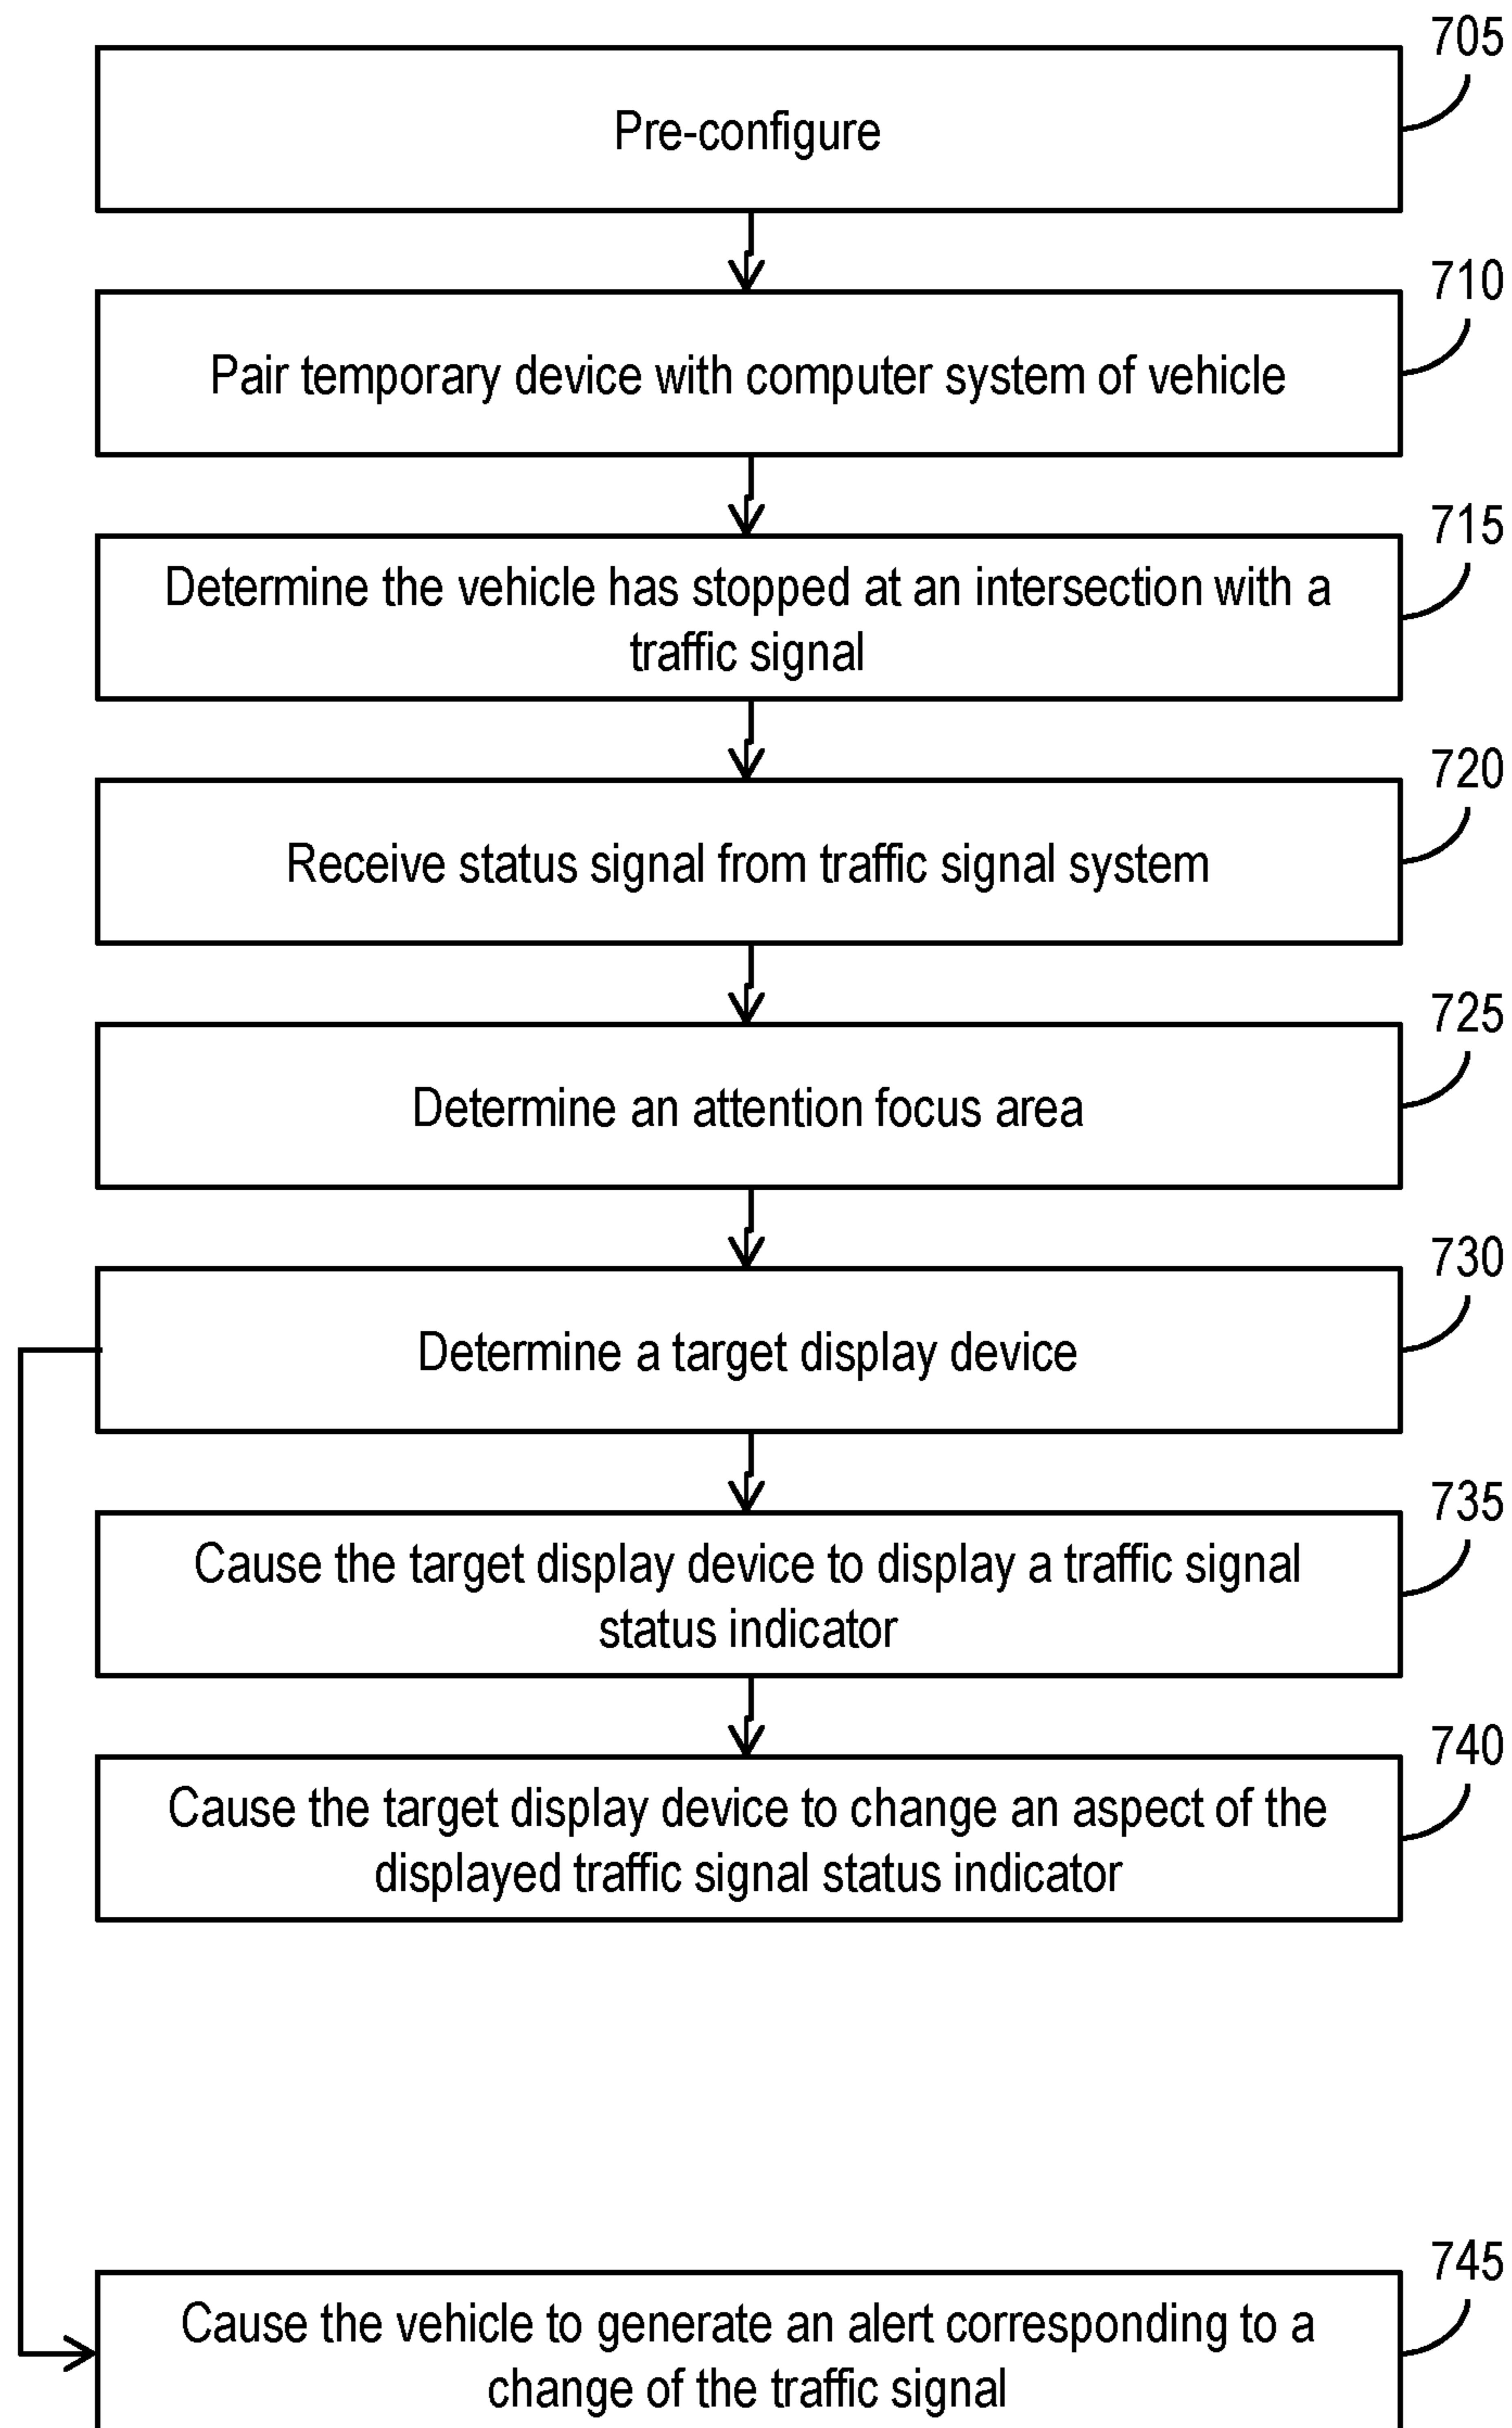 705
Pre-configure
710
Pair temporary device with computer system of vehicle
715
Determine the vehicle has stopped at an intersection with a
traffic signal
720
Receive status signal from traffic signal system
725
Determine an attention focus area
730
Determine a target display device
735
Cause the target display device to display a traffic signal
status indicator
740
Cause the target display device to change an aspect of the
displayed traffic signal status indicator
745
Cause the vehicle to generate an alert corresponding to a
change of the traffic signal